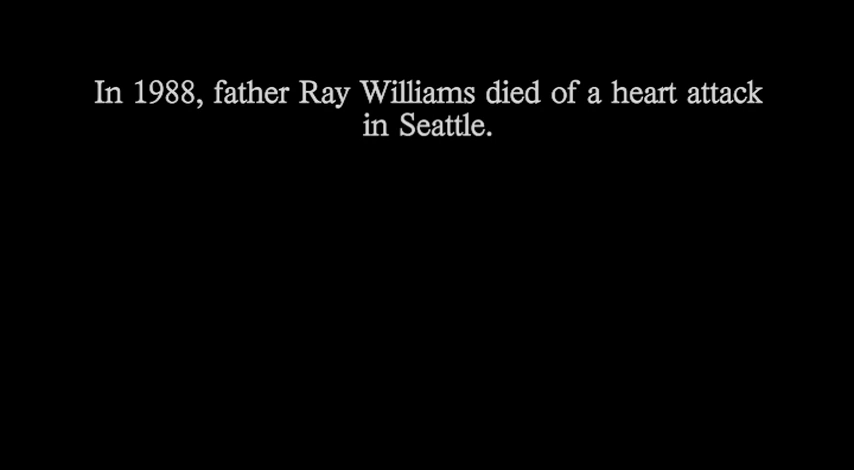 In 1988, father Ray Williams died of a heart attack
in Seattle.